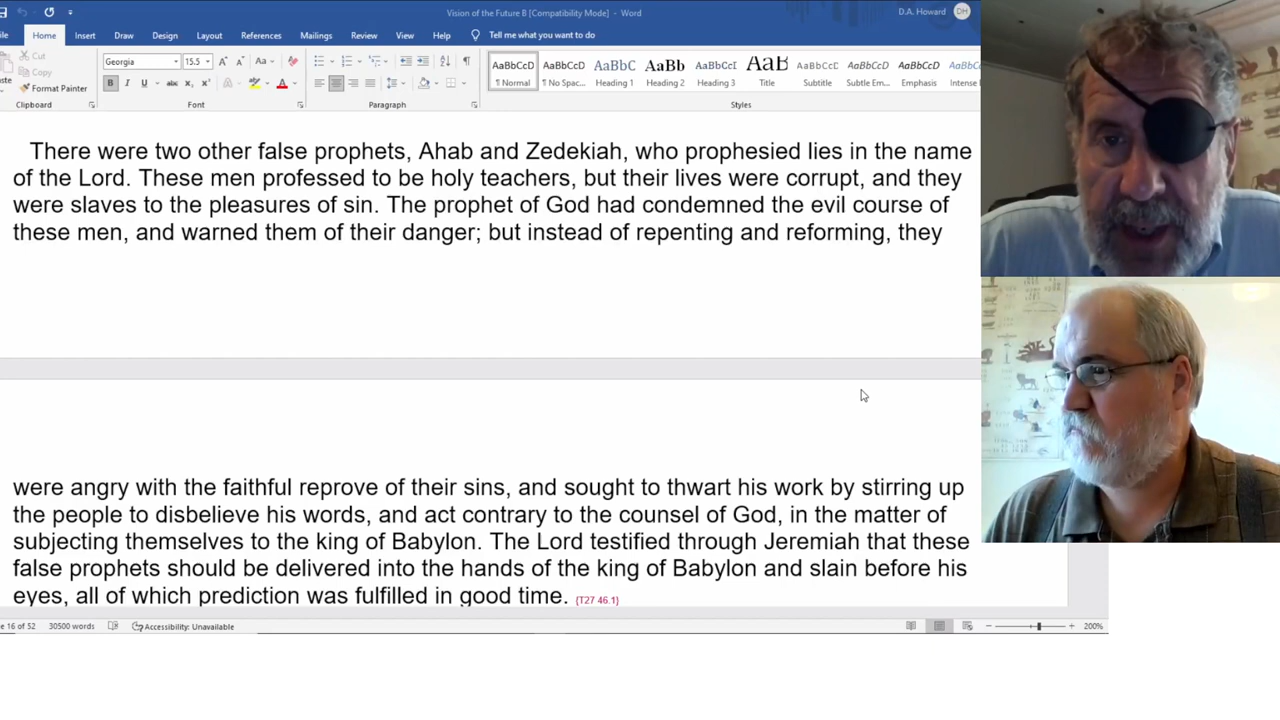 Vision of the Future B [Compatibility Mode] - Word
D.A. Howard
DH
Home Insert Draw Design Layout References Mailings Review View Help Tell me what you want to do
Cut
Copy
Format Painter
Clipboard
Georgia 15.5
B I U abc x₂ x² A
Font
Paragraph
AaBbCcD AaBbCcD AaBbC AaBb AaBbCcI AaB AaBbCcD AaBbCcD AaBbCcD
¶ Normal ¶ No Spac... Heading 1 Heading 2 Heading 3 Title Subtitle Subtle Em... Emphasis Intense
Styles
There were two other false prophets, Ahab and Zedekiah, who prophesied lies in the name
of the Lord. These men professed to be holy teachers, but their lives were corrupt, and they
were slaves to the pleasures of sin. The prophet of God had condemned the evil course of
these men, and warned them of their danger; but instead of repenting and reforming, they
were angry with the faithful reprove of their sins, and sought to thwart his work by stirring up
the people to disbelieve his words, and act contrary to the counsel of God, in the matter of
subjecting themselves to the king of Babylon. The Lord testified through Jeremiah that these
false prophets should be delivered into the hands of the king of Babylon and slain before his
eyes, all of which prediction was fulfilled in good time. {T27 46.1}
16 of 52 30500 words Accessibility: Unavailable 200%